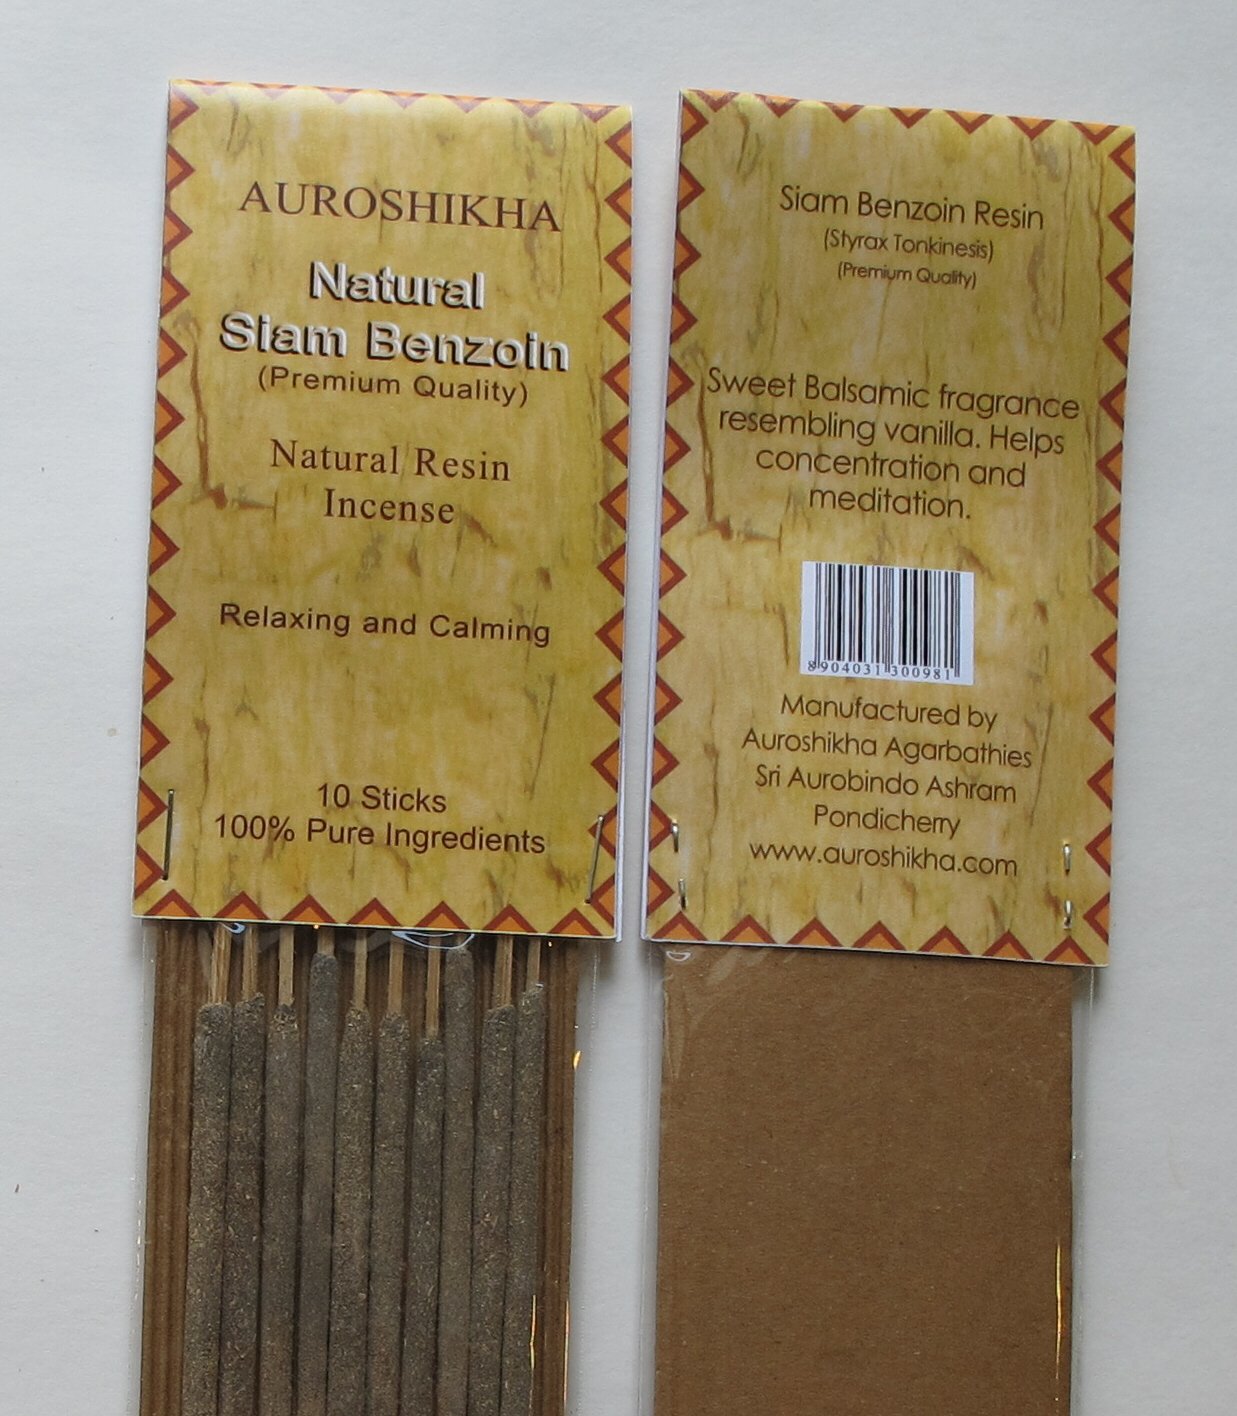 AUROSHIKHA
Natural
Siam Benzoin
(Premium Quality)
Natural Resin
Incense
Relaxing and Calming
10 Sticks
100% Pure Ingredients
Siam Benzoin Resin
(Styrax Tonkinesis)
(Premium Quality)
Sweet Balsamic fragrance
resembling vanilla. Helps
concentration and
meditation.
8904031300981
Manufactured by
Auroshikha Agarbathies
Sri Aurobindo Ashram
Pondicherry
www.auroshikha.com